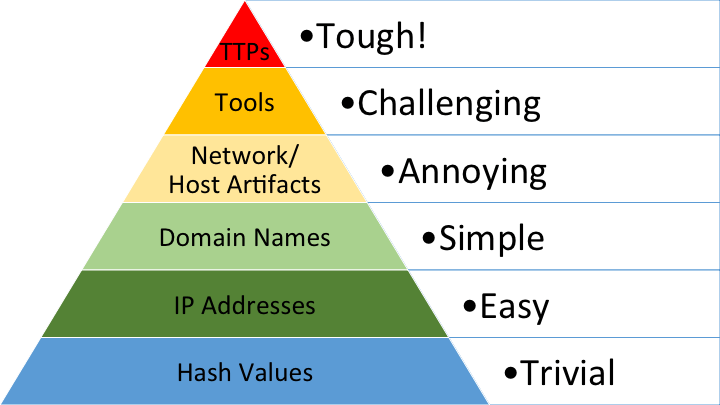 TTPs
•Tough!
Tools
•Challenging
Network/
Host Artifacts
•Annoying
Domain Names
•Simple
IP Addresses
•Easy
Hash Values
•Trivial